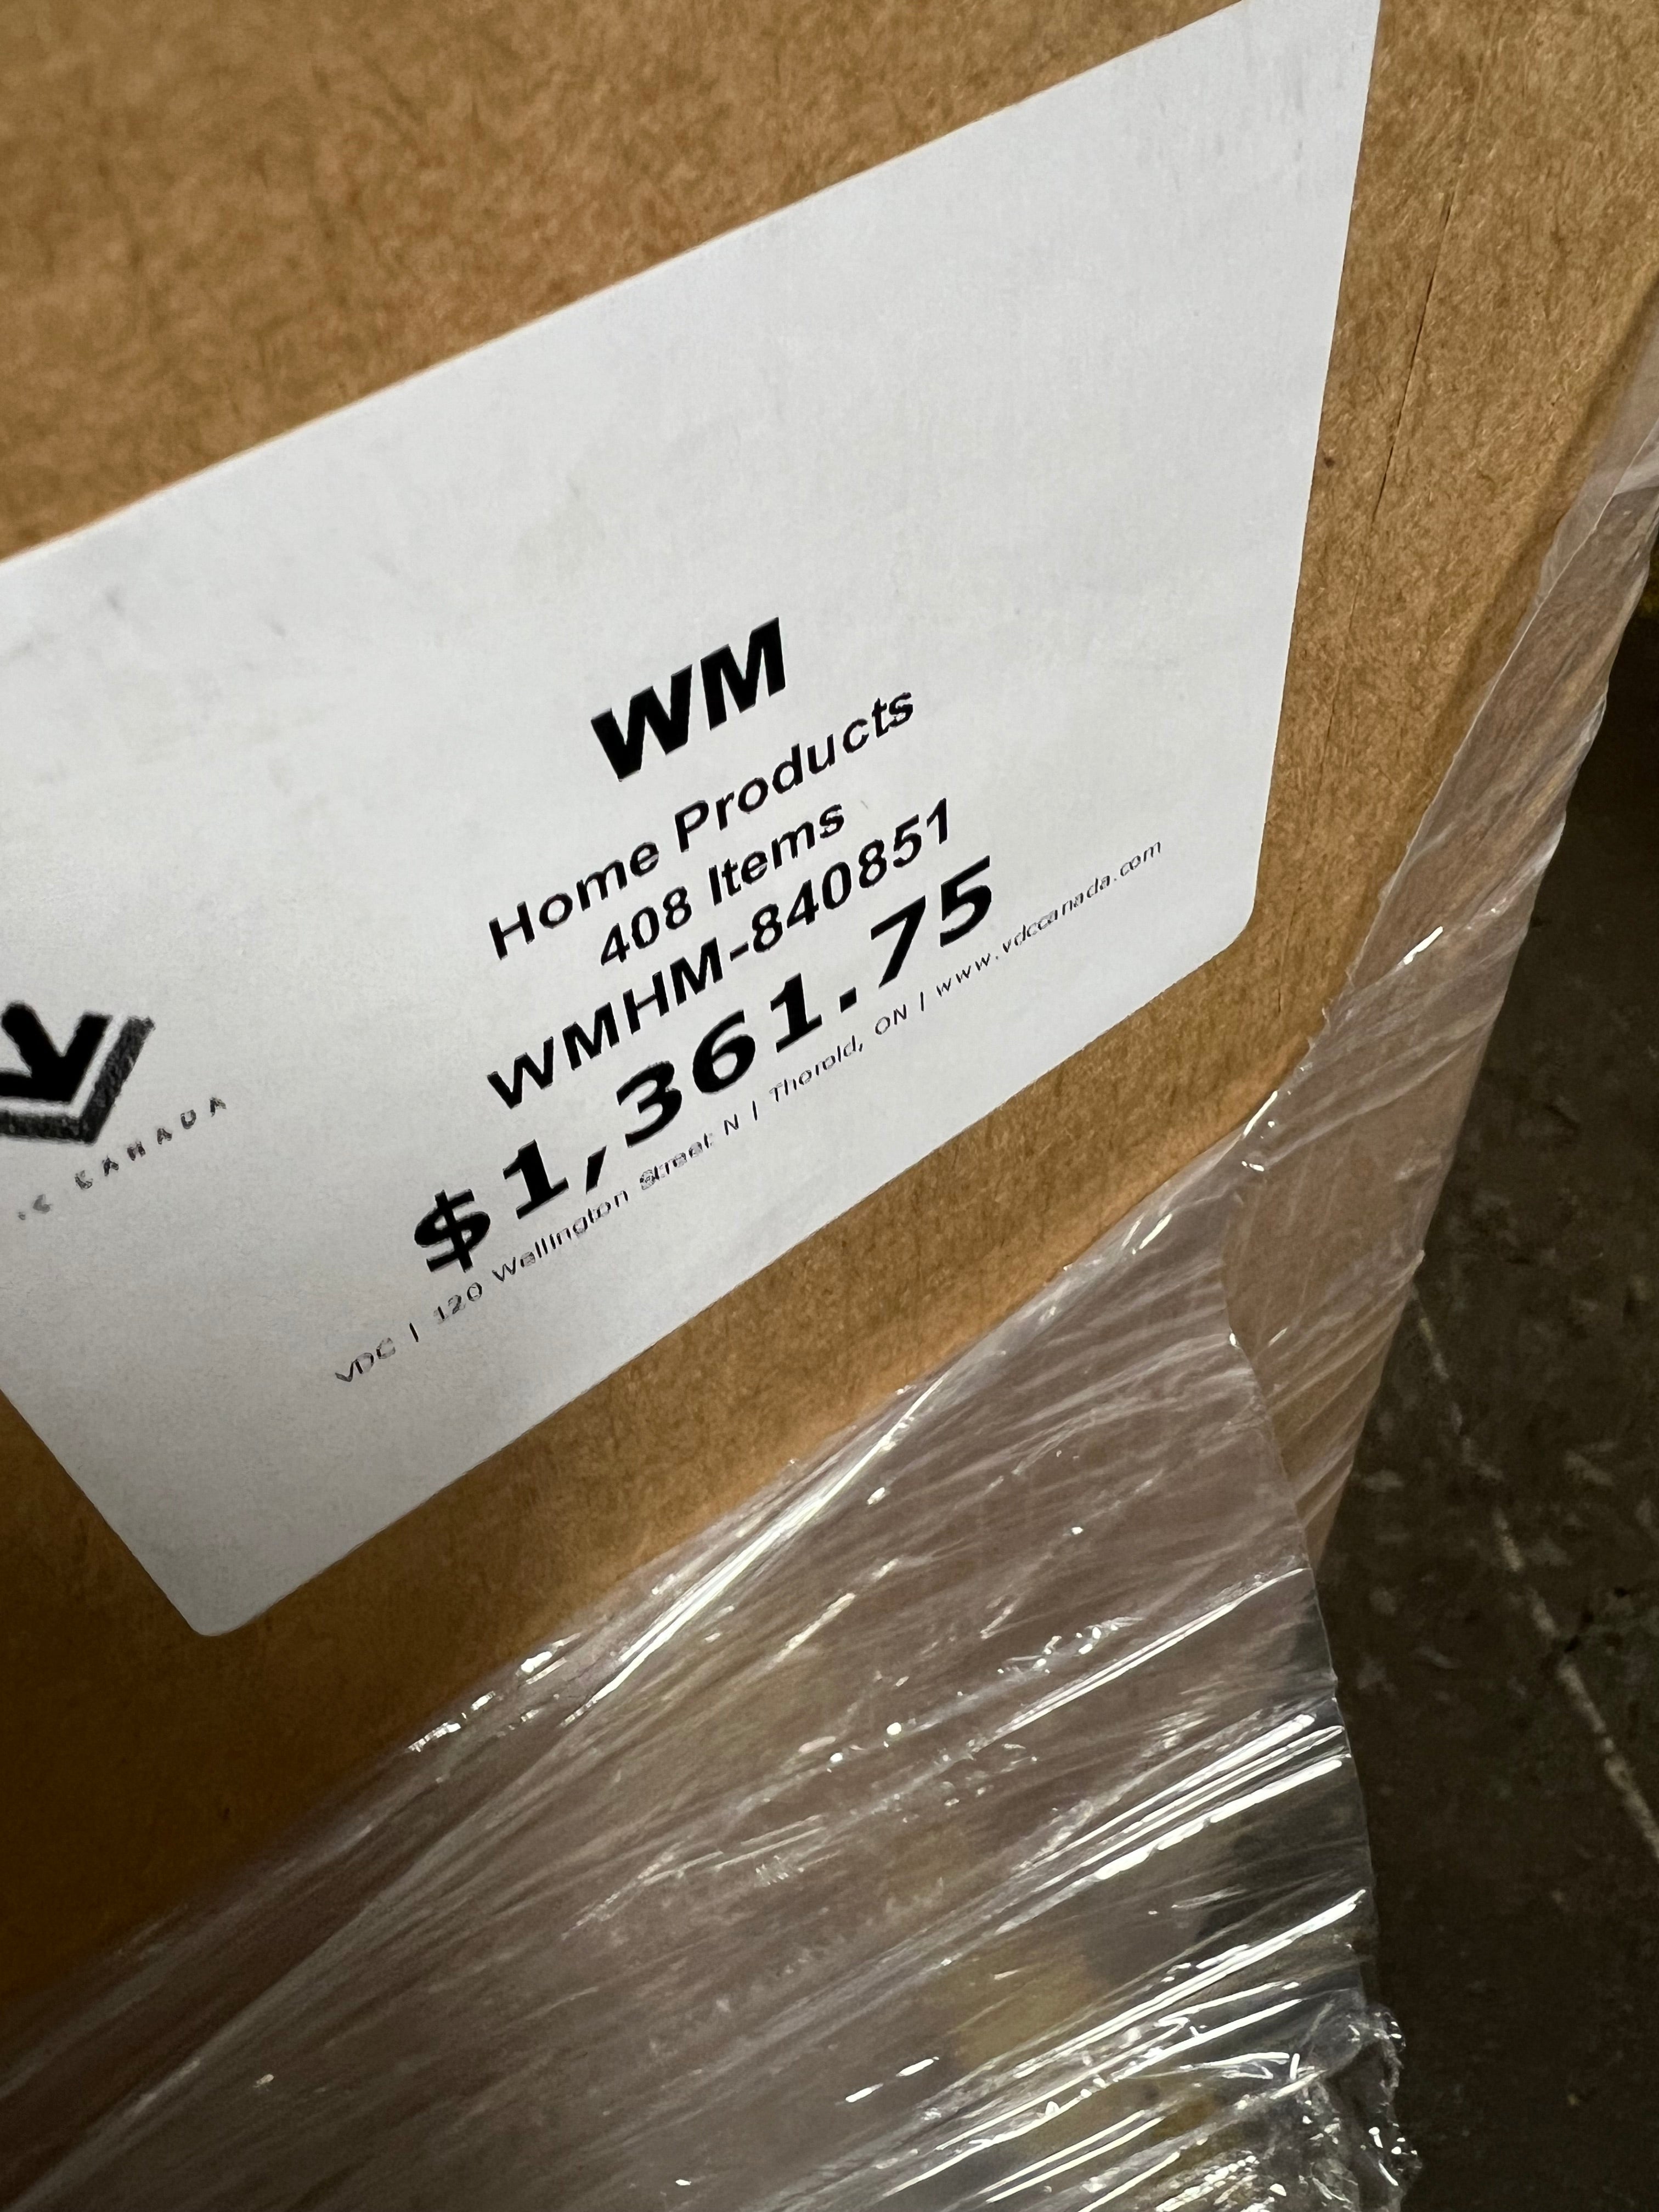 WM
Home Products
408 Items
WMHM-840851
$1,361.75
VDC | 120 Wellington Street N | Thorold, ON | www.vdccanada.com
CANADA